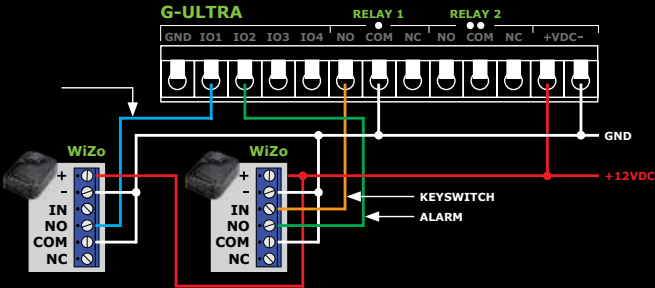 G-ULTRA
RELAY 1 RELAY 2
GND IO1 IO2 IO3 IO4 NO COM NC NO COM NC +VDC-
GND
+12VDC
WiZo
+
-
IN
NO
COM
NC
WiZo
+
-
IN
NO
COM
NC
KEYSWITCH
ALARM